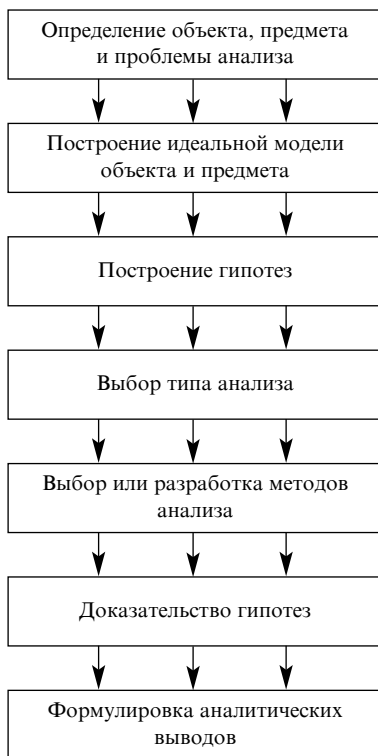 Определение объекта, предмета
и проблемы анализа
Построение идеальной модели
объекта и предмета
Построение гипотез
Выбор типа анализа
Выбор или разработка методов
анализа
Доказательство гипотез
Формулировка аналитических
выводов